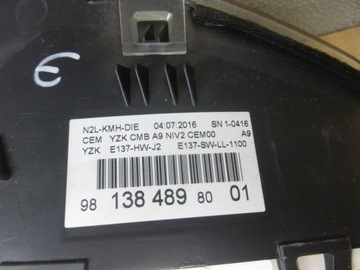 Э
N2L-KMH-DIE 04:07:2016 SN 1-0416
CEM YZK CMB A9 NIV2 CEM00 A9
YZK E137-HW-J2 E137-SW-LL-1100
98 138 489 80 01